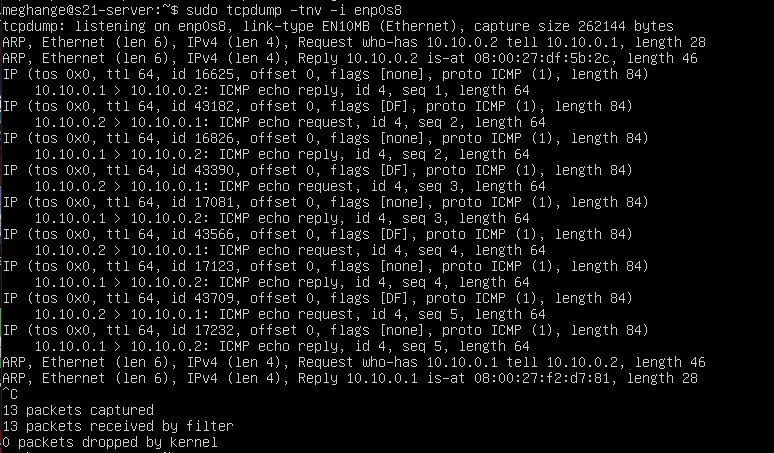 meghange@s21-server:~$ sudo tcpdump -tnv -i enp0s8
tcpdump: listening on enp0s8, link-type EN10MB (Ethernet), capture size 262144 bytes
ARP, Ethernet (len 6), IPv4 (len 4), Request who-has 10.10.0.2 tell 10.10.0.1, length 28
ARP, Ethernet (len 6), IPv4 (len 4), Reply 10.10.0.2 is-at 08:00:27:df:5b:2c, length 46
IP (tos 0x0, ttl 64, id 16625, offset 0, flags [none], proto ICMP (1), length 84)
    10.10.0.1 > 10.10.0.2: ICMP echo reply, id 4, seq 1, length 64
IP (tos 0x0, ttl 64, id 43182, offset 0, flags [DF], proto ICMP (1), length 84)
    10.10.0.2 > 10.10.0.1: ICMP echo request, id 4, seq 2, length 64
IP (tos 0x0, ttl 64, id 16826, offset 0, flags [none], proto ICMP (1), length 84)
    10.10.0.1 > 10.10.0.2: ICMP echo reply, id 4, seq 2, length 64
IP (tos 0x0, ttl 64, id 43390, offset 0, flags [DF], proto ICMP (1), length 84)
    10.10.0.2 > 10.10.0.1: ICMP echo request, id 4, seq 3, length 64
IP (tos 0x0, ttl 64, id 17081, offset 0, flags [none], proto ICMP (1), length 84)
    10.10.0.1 > 10.10.0.2: ICMP echo reply, id 4, seq 3, length 64
IP (tos 0x0, ttl 64, id 43566, offset 0, flags [DF], proto ICMP (1), length 84)
    10.10.0.2 > 10.10.0.1: ICMP echo request, id 4, seq 4, length 64
IP (tos 0x0, ttl 64, id 17123, offset 0, flags [none], proto ICMP (1), length 84)
    10.10.0.1 > 10.10.0.2: ICMP echo reply, id 4, seq 4, length 64
IP (tos 0x0, ttl 64, id 43709, offset 0, flags [DF], proto ICMP (1), length 84)
    10.10.0.2 > 10.10.0.1: ICMP echo request, id 4, seq 5, length 64
IP (tos 0x0, ttl 64, id 17232, offset 0, flags [none], proto ICMP (1), length 84)
    10.10.0.1 > 10.10.0.2: ICMP echo reply, id 4, seq 5, length 64
ARP, Ethernet (len 6), IPv4 (len 4), Request who-has 10.10.0.1 tell 10.10.0.2, length 46
ARP, Ethernet (len 6), IPv4 (len 4), Reply 10.10.0.1 is-at 08:00:27:f2:d7:81, length 28
^C
13 packets captured
13 packets received by filter
0 packets dropped by kernel